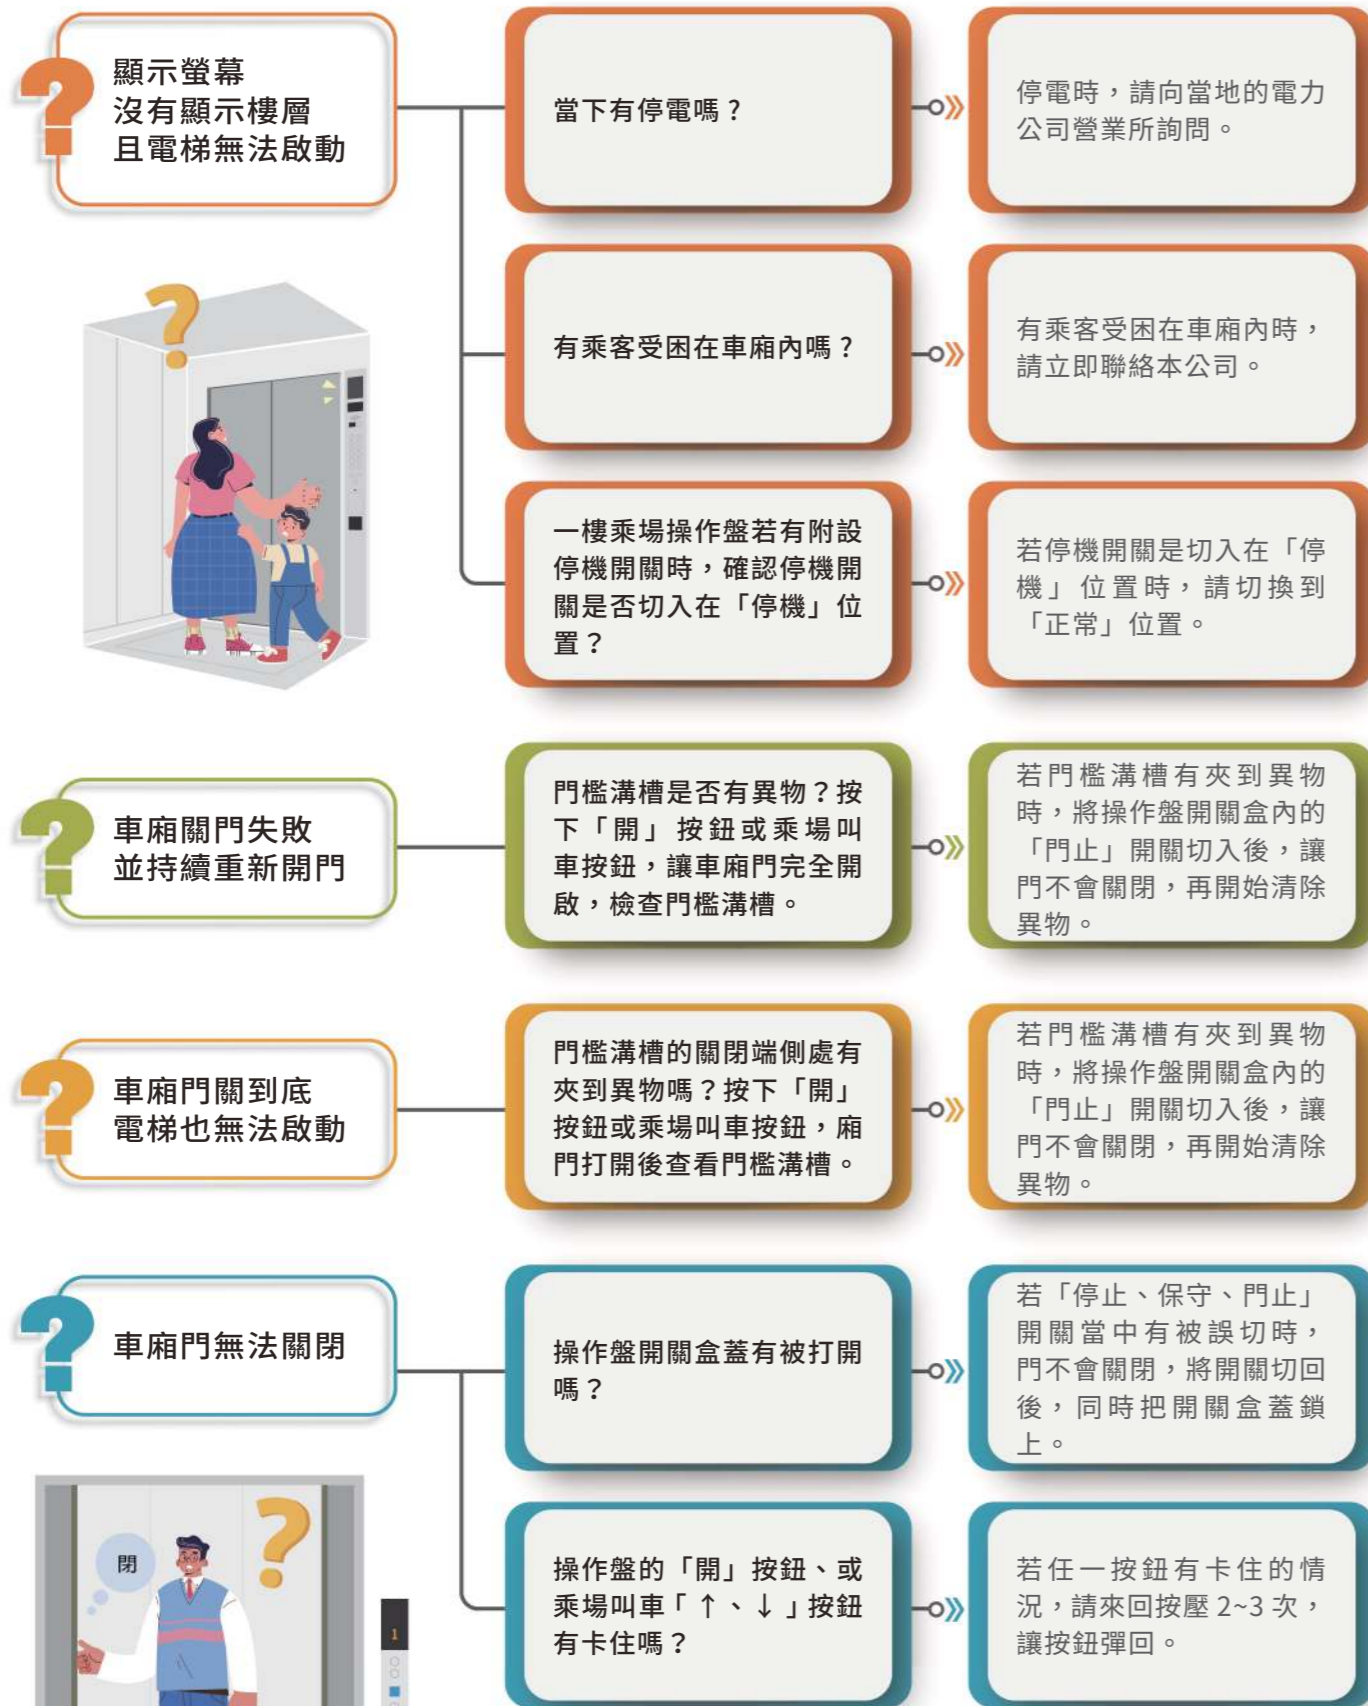 顯示螢幕
沒有顯示樓層
且電梯無法啟動
當下有停電嗎？
停電時，請向當地的電力
公司營業所詢問。
有乘客受困在車廂內嗎？
有乘客受困在車廂內時，
請立即聯絡本公司。
一樓乘場操作盤若有附設
停機開關時，確認停機開
關是否切入在「停機」位
置？
若停機開關是切入在「停
機」位置時，請切換到
「正常」位置。
車廂關門失敗
並持續重新開門
門檻溝槽是否有異物？按
下「開」按鈕或乘場叫
車按鈕，讓車廂門完全開
啟，檢查門檻溝槽。
若門檻溝槽有夾到異物
時，將操作盤開關盒內的
「門止」開關切入後，讓
門不會關閉，再開始清除
異物。
車廂門關到底
電梯也無法啟動
門檻溝槽的關閉端側處有
夾到異物嗎？按下「開」
按鈕或乘場叫車按鈕，廂
門打開後查看門檻溝槽。
若門檻溝槽有夾到異物
時，將操作盤開關盒內的
「門止」開關切入後，讓
門不會關閉，再開始清除
異物。
車廂門無法關閉
操作盤開關盒蓋有被打開
嗎？
若「停止、保守、門止」
開關當中有被誤切時，
門不會關閉，將開關切回
後，同時把開關盒蓋鎖
上。
閉
1
操作盤的「開」按鈕、或
乘場叫車「↑、↓」按鈕
有卡住嗎？
若任一按鈕有卡住的情
況，請來回按壓 2~3 次，
讓按鈕彈回。